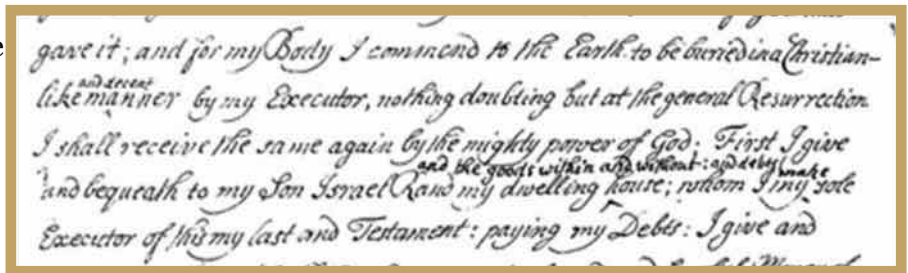 gave it; and for my Body I commend to the Earth to be buried in a Christian-
and decent
like manner by my Executor, nothing doubting but at the general Resurrection
I shall receive the same again by the mighty power of God: First I give
and the goods within and without: and debts make
and bequeath to my Son Israel Rand my dwelling house; whom I my sole
Executor of this my last and Testament: paying my Debts: I give and